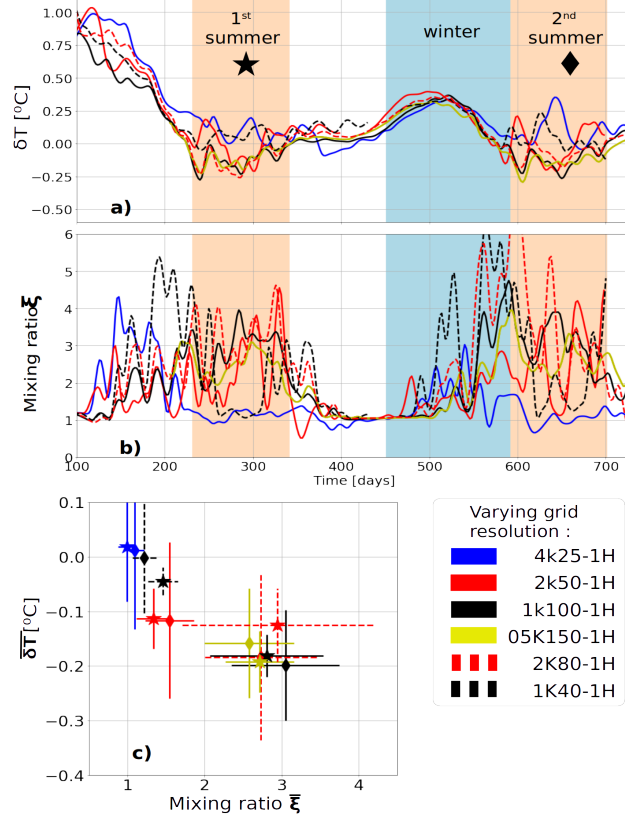 1.00
0.75
0.50
0.25
0.00
−0.25
−0.50
δT [⁰C]
1ˢᵗ
summer
winter
2ⁿᵈ
summer
a)
6
5
4
3
2
1
0
Mixing ratio ξ
b)
100
200
300
400
500
600
700
Time [days]
0.1
0.0
−0.1
−0.2
−0.3
−0.4
δT[⁰C]
c)
1
2
3
4
Mixing ratio ξ
Varying grid
resolution :
4k25-1H
2k50-1H
1k100-1H
05K150-1H
2K80-1H
1K40-1H